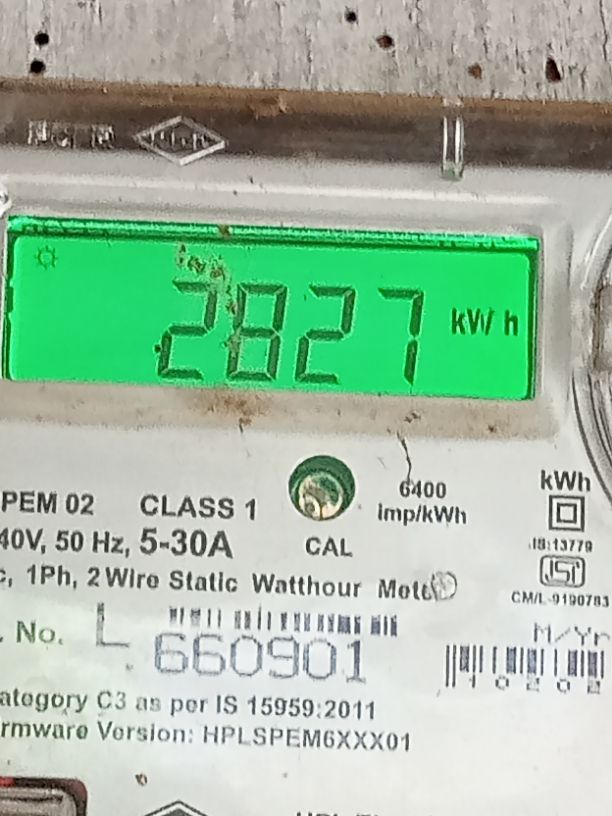 2827 kWh
PEM 02 CLASS 1
40V, 50 Hz, 5-30A
CAL
6400
imp/kWh
kWh
IS:13779
CM/L-9190783
1Ph, 2 Wire Static Watthour
. No. L
660901
M/Yr
10202
ategory C3 as per IS 15959:2011
rmware Version: HPLSPEM6XXX01